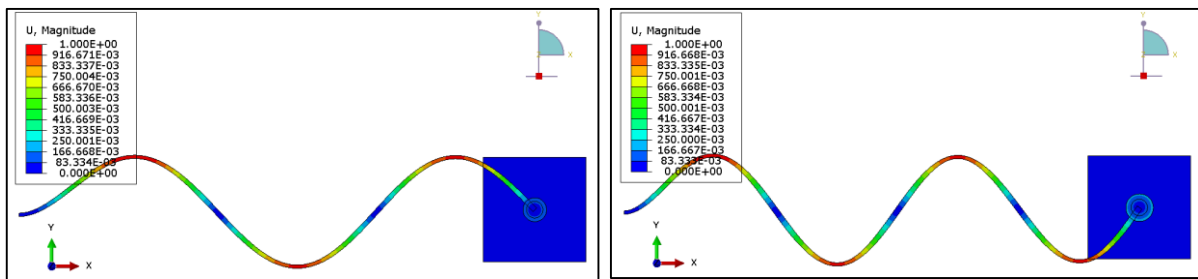 U, Magnitude
1.000E+00
916.671E-03
833.337E-03
750.004E-03
666.670E-03
583.336E-03
500.003E-03
416.669E-03
333.335E-03
250.001E-03
166.668E-03
83.334E-03
0.000E+00
Y
X
Z
Y
X
U, Magnitude
1.000E+00
916.668E-03
833.335E-03
750.001E-03
666.668E-03
583.334E-03
500.001E-03
416.667E-03
333.334E-03
250.000E-03
166.667E-03
83.333E-03
0.000E+00
Y
X
Z
Y
X